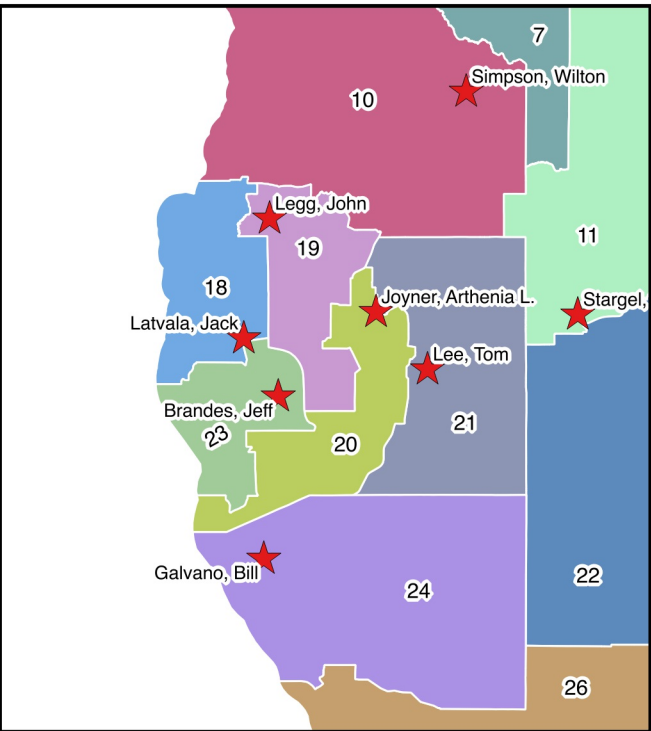 7
Simpson, Wilton
10
Legg, John
19
11
18
Joyner, Arthenia L.
Stargel,
Latvala, Jack
Lee, Tom
Brandes, Jeff
23
20
21
Galvano, Bill
24
22
26